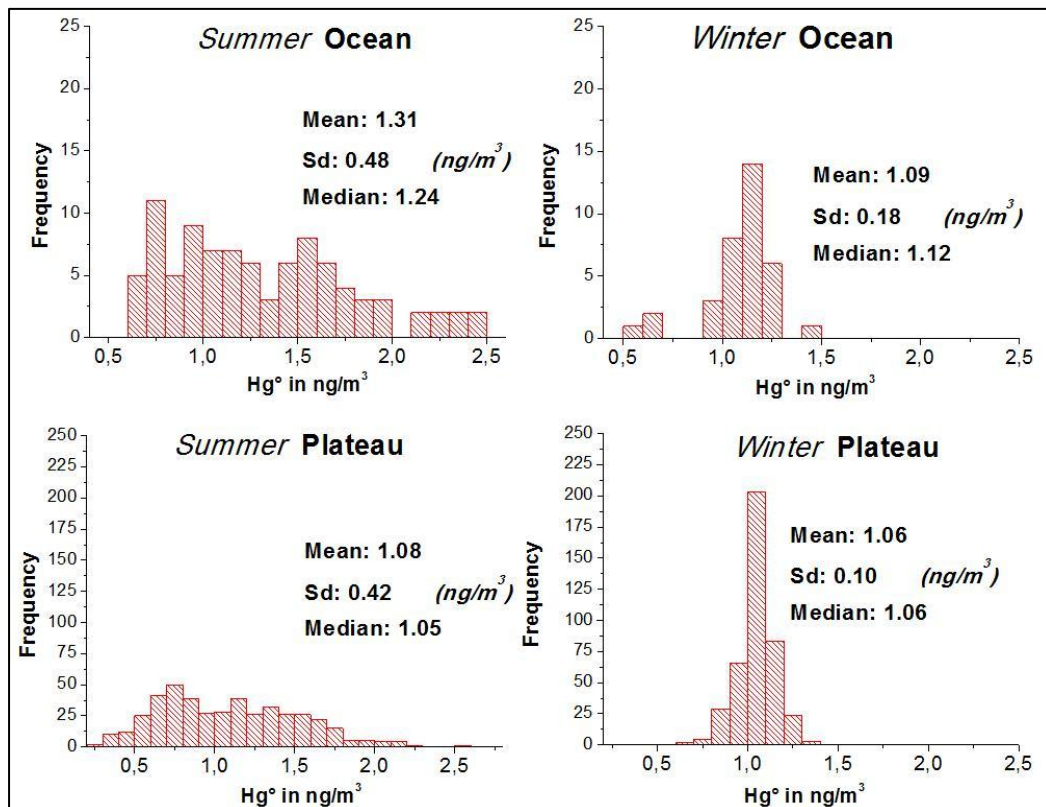 Summer Ocean
Mean: 1.31
Sd: 0.48 (ng/m³)
Median: 1.24
Frequency
25
20
15
10
5
0
0,5 1,0 1,5 2,0 2,5
Hg° in ng/m³
Winter Ocean
Mean: 1.09
Sd: 0.18 (ng/m³)
Median: 1.12
Frequency
25
20
15
10
5
0
0,5 1,0 1,5 2,0 2,5
Hg° in ng/m³
Summer Plateau
Mean: 1.08
Sd: 0.42 (ng/m³)
Median: 1.05
Frequency
250
225
200
175
150
125
100
75
50
25
0
0,5 1,0 1,5 2,0 2,5
Hg° in ng/m³
Winter Plateau
Mean: 1.06
Sd: 0.10 (ng/m³)
Median: 1.06
Frequency
250
225
200
175
150
125
100
75
50
25
0
0,5 1,0 1,5 2,0 2,5
Hg° in ng/m³